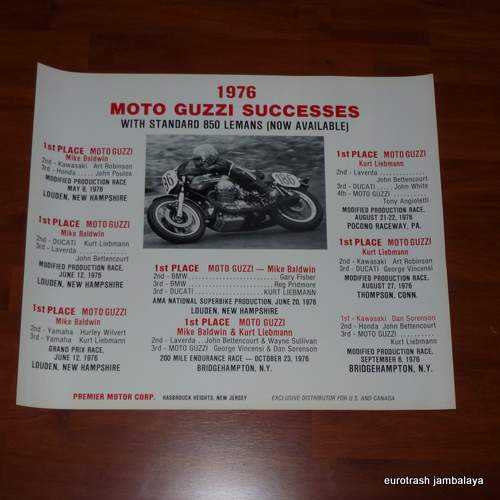 1976
MOTO GUZZI SUCCESSES
WITH STANDARD 850 LEMANS (NOW AVAILABLE)
1st PLACE MOTO GUZZI
Mike Baldwin
2nd - Kawasaki Art Robinson
3rd - Honda ..... John Poulos
MODIFIED PRODUCTION RACE
MAY 8, 1976
LOUDEN, NEW HAMPSHIRE
1st PLACE MOTO GUZZI
Mike Baldwin
2nd - DUCATI Kurt Liebmann
3rd - Laverda ..............
John Bettencourt
Modified PRODUCTION RACE,
JUNE 12, 1976
LOUDEN, NEW HAMPSHIRE
1st PLACE MOTO GUZZI
Mike Baldwin
2nd - Yamaha Hurley Wilvert
3rd - Yamaha Kurt Liebmann
GRAND PRIX RACE,
JUNE 12, 1976
LOUDEN, NEW HAMPSHIRE
186
1st PLACE MOTO GUZZI — Mike Baldwin
2nd - BMW .......................... Gary Fisher
3rd - BMW .......................... Reg Pridmore
3rd - DUCATI .................. KURT LIEBMANN
AMA NATIONAL SUPERBIKE PRODUCTION, JUNE 20, 1976
LOUDEN, NEW HAMPSHIRE
1st PLACE MOTO GUZZI
Mike Baldwin & Kurt Liebmann
2nd - Laverda ...John Bettencourt & Wayne Sullivan
3rd - MOTO GUZZI George Vincensi & Dan Sorenson
200 MILE ENDURANCE RACE — OCTOBER 23, 1976
BRIDGEHAMPTON, N.Y.
1st PLACE MOTO GUZZI
Kurt Liebmann
2nd - Laverda ..............
John Bettencourt
3rd - DUCATI ..... John White
4th - MOTO GUZZI ..........
Tony Angioletti
MODIFIED PRODUCTION RACE,
AUGUST 21-22, 1976
POCONO RACEWAY, PA.
1st PLACE MOTO GUZZI
Kurt Liebmann
2nd - Kawasaki Art Robinson
3rd - DUCATI George Vincensi
Modified PRODUCTION RACE,
AUGUST 27, 1976
THOMPSON, CONN.
1st - Kawasaki Dan Sorenson
2nd - Honda John Bettencourt
3rd - MOTO GUZZI ..........
Kurt Liebmann
MODIFIED PRODUCTION RACE,
SEPTEMBER 6, 1976
BRIDGEHAMPTON, N.Y.
PREMIER MOTOR CORP. HASBROUCK HEIGHTS, NEW JERSEY EXCLUSIVE DISTRIBUTOR FOR U.S. AND CANADA
eurotrash jambalaya